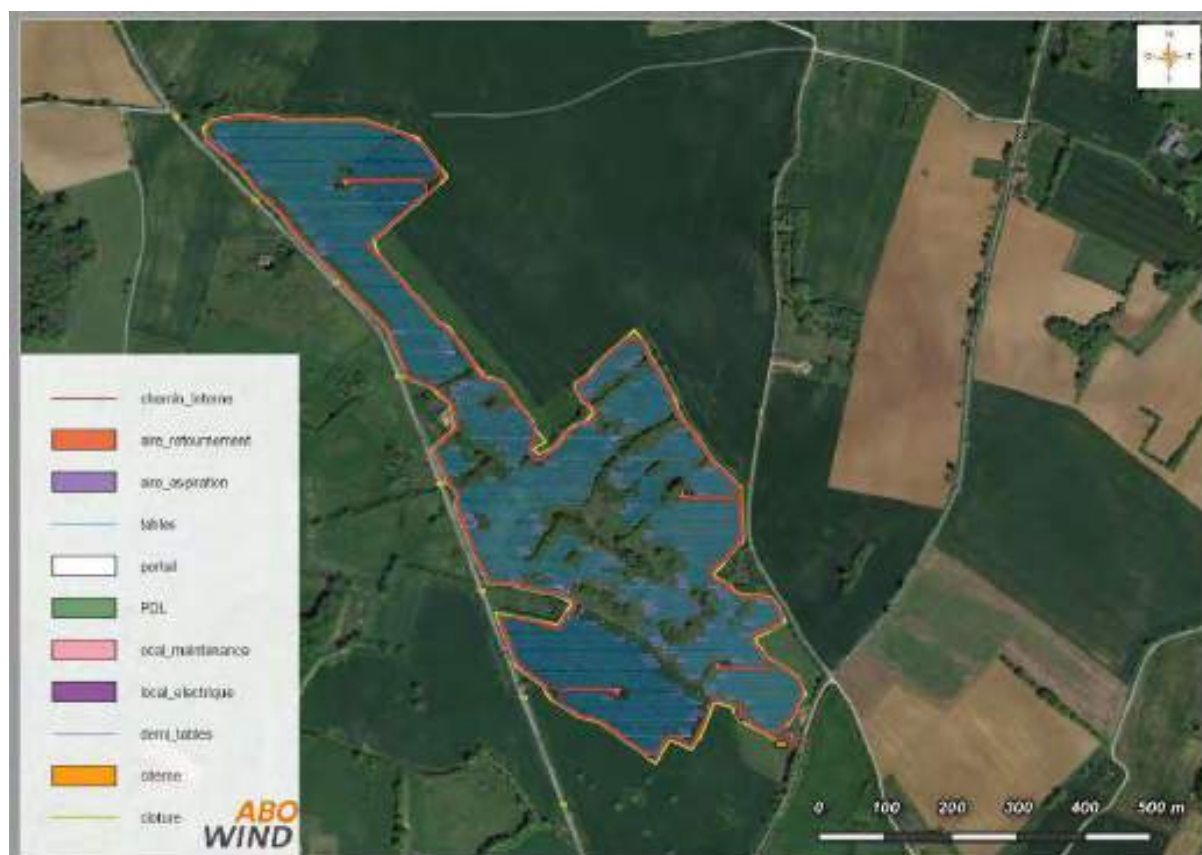 N
chemin_interne
aire_retournement
aire_aspiration
tables
portail
PDL
ocal_maintenance
local_electrique
demi_tables
citerne
cloture
ABO
WIND
0 100 200 300 400 500 m